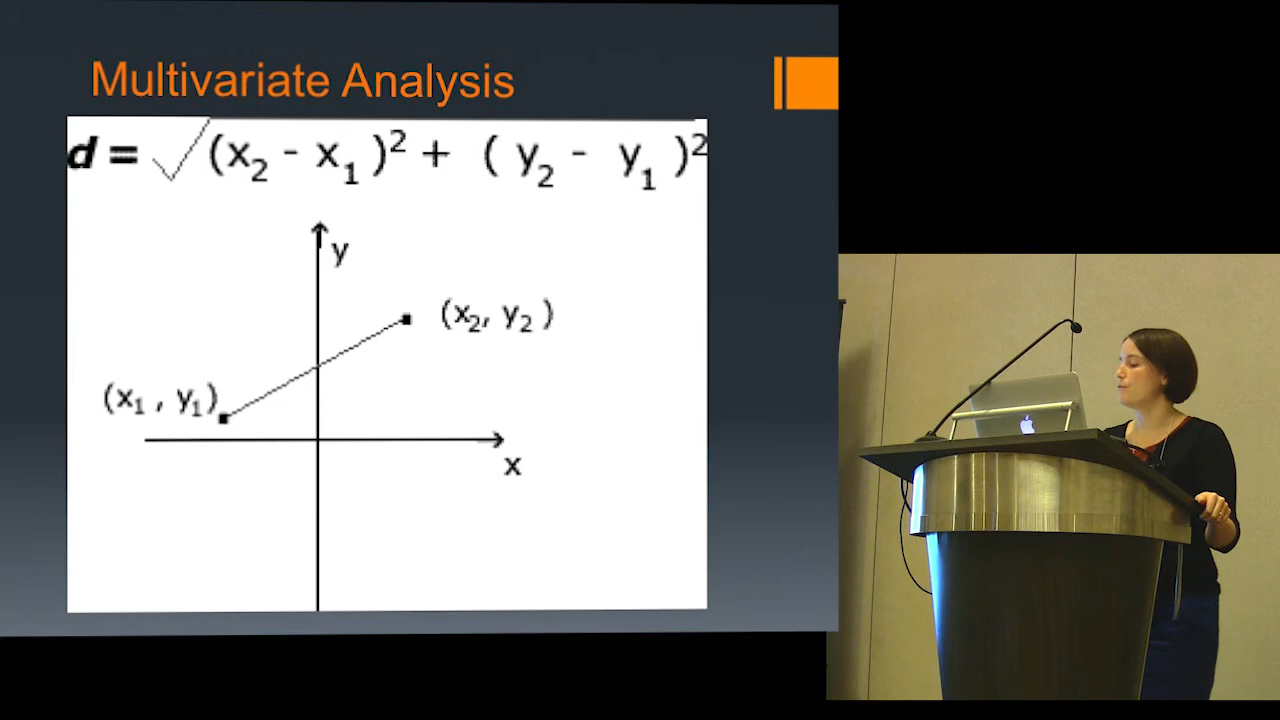 Multivariate Analysis
d = √(x₂ - x₁)² + (y₂ - y₁)²
y
(x₂, y₂)
(x₁, y₁)
x